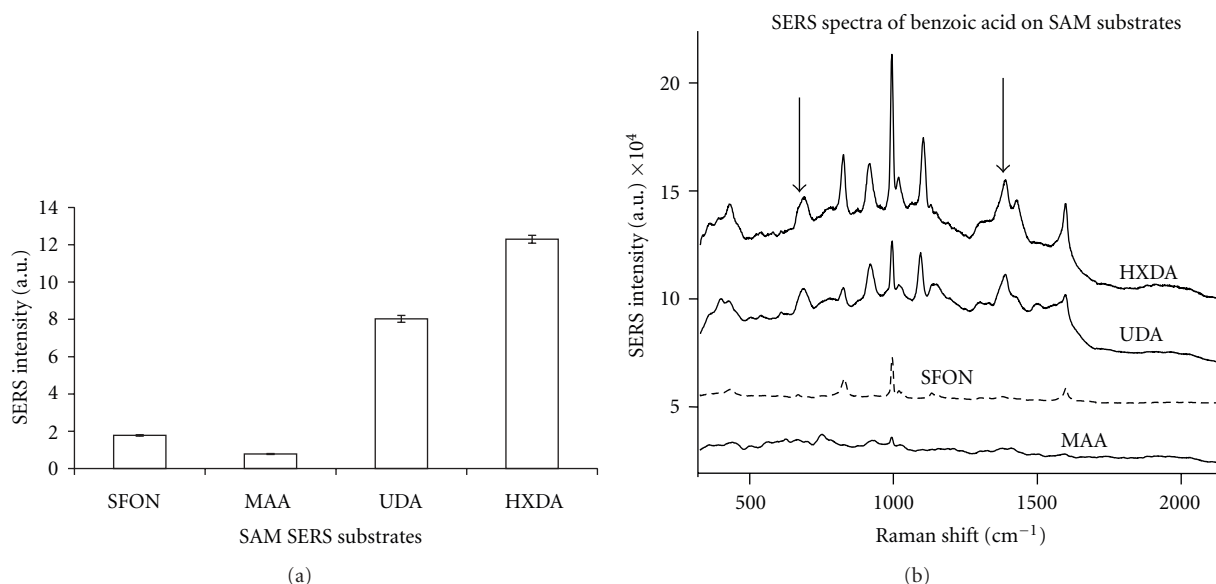 14
12
10
8
6
4
2
0
SERS intensity (a.u.)
SFON MAA UDA HXDA
SAM SERS substrates
(a)
SERS spectra of benzoic acid on SAM substrates
20
15
10
5
SERS intensity (a.u.) ×10⁴
HXDA
UDA
SFON
MAA
500 1000 1500 2000
Raman shift (cm⁻¹)
(b)